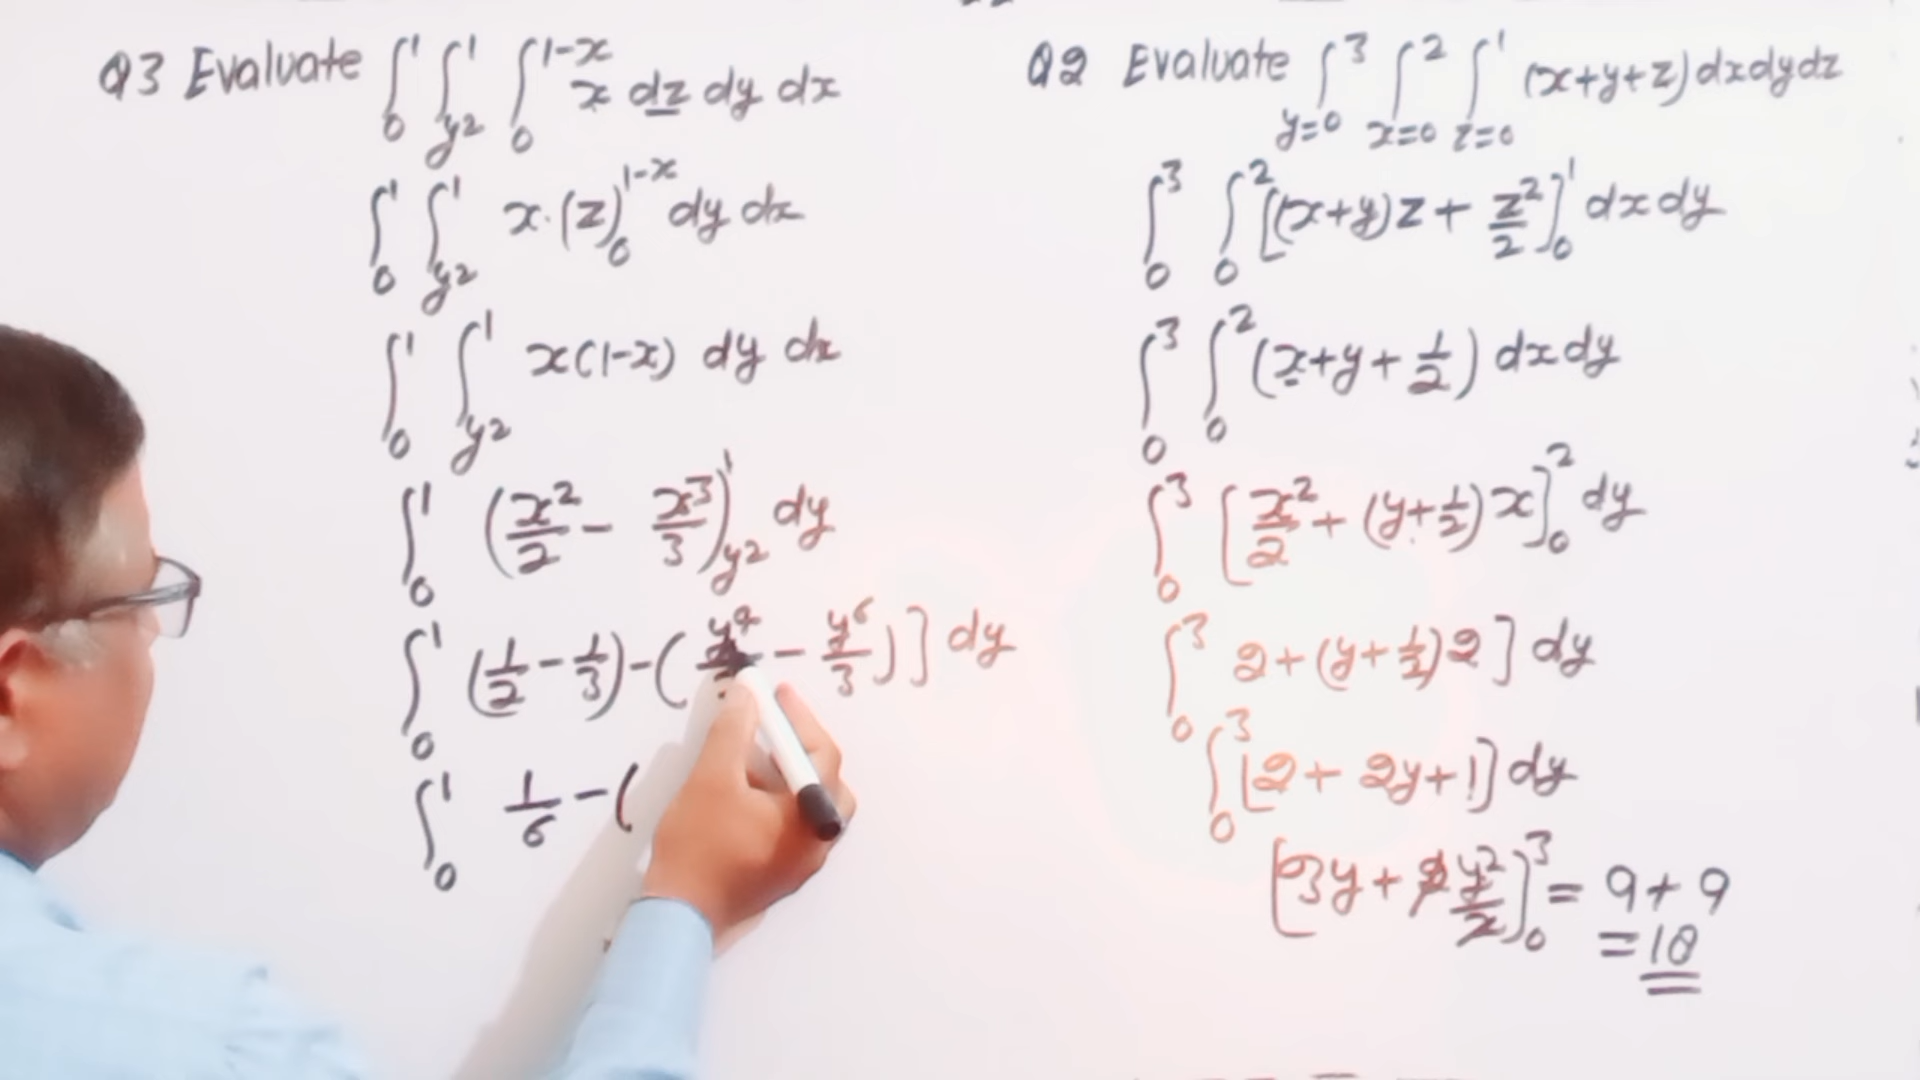 Q3 Evaluate ∫₀¹ ∫_{y²}¹ ∫₀^{1-x} x dz dy dx
∫₀¹ ∫_{y²}¹ x·(z)₀^{1-x} dy dx
∫₀¹ ∫_{y²}¹ x(1-x) dy dx
∫₀¹ (x²/2 - x³/3)_{y²}¹ dy
∫₀¹ (1/2 - 1/3) - (y⁴/ - y⁶/3)] dy
∫₀¹ 1/6 - (
Q2 Evaluate ∫_{y=0}³ ∫_{x=0}² ∫_{z=0}¹ (x+y+z) dx dy dz
∫₀³ ∫₀² [(x+y)z + z²/2]₀¹ dx dy
∫₀³ ∫₀² (x+y+1/2) dx dy
∫₀³ [x²/2 + (y+1/2)x]₀² dy
∫₀³ 2+(y+1/2)2] dy
∫₀³ [2+ 2y+1] dy
[3y + 2y²/2]₀³ = 9+9
=18